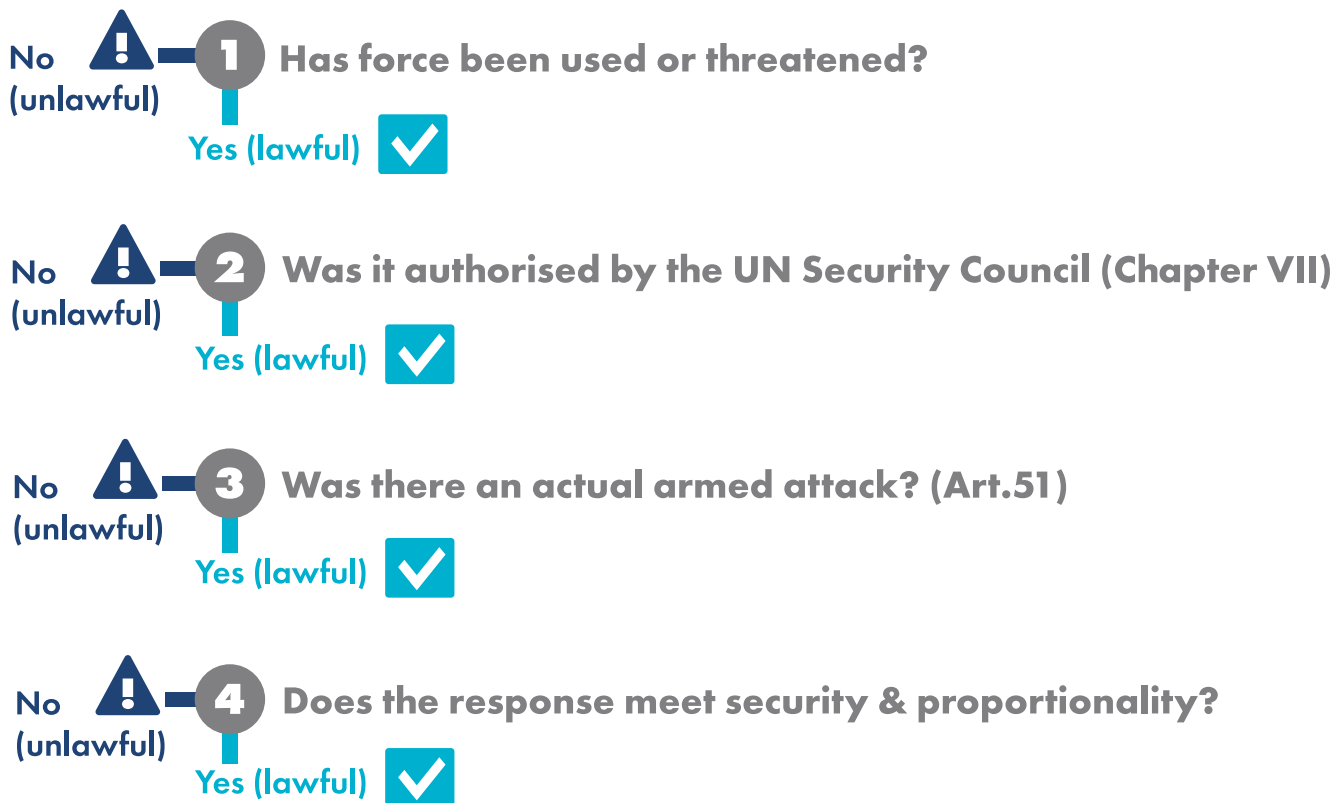 1 Has force been used or threatened?
No
(unlawful)
Yes (lawful)
2 Was it authorised by the UN Security Council (Chapter VII)
No
(unlawful)
Yes (lawful)
3 Was there an actual armed attack? (Art.51)
No
(unlawful)
Yes (lawful)
4 Does the response meet security & proportionality?
No
(unlawful)
Yes (lawful)